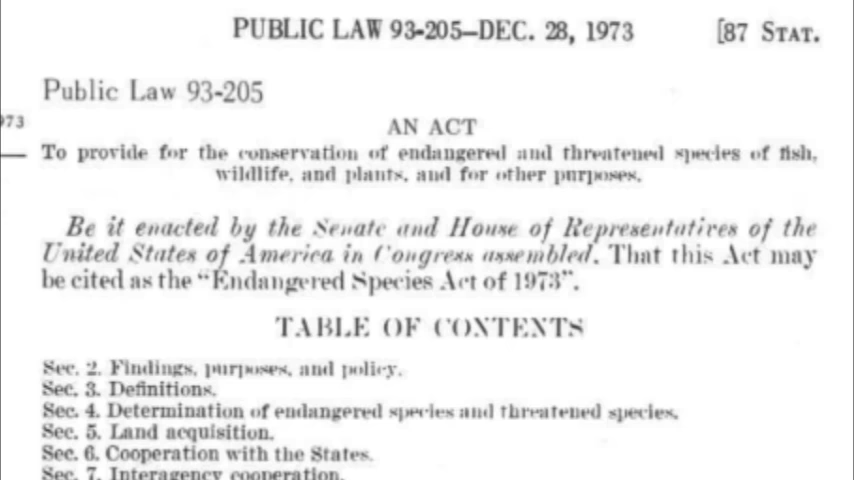 PUBLIC LAW 93-205–DEC. 28, 1973 [87 STAT.
Public Law 93-205
973
AN ACT
To provide for the conservation of endangered and threatened species of fish,
wildlife, and plants, and for other purposes.
Be it enacted by the Senate and House of Representatives of the
United States of America in Congress assembled. That this Act may
be cited as the "Endangered Species Act of 1973".
TABLE OF CONTENTS
Sec. 2. Findings, purposes, and policy.
Sec. 3. Definitions.
Sec. 4. Determination of endangered species and threatened species.
Sec. 5. Land acquisition.
Sec. 6. Cooperation with the States.
Sec. 7. Interagency cooperation.